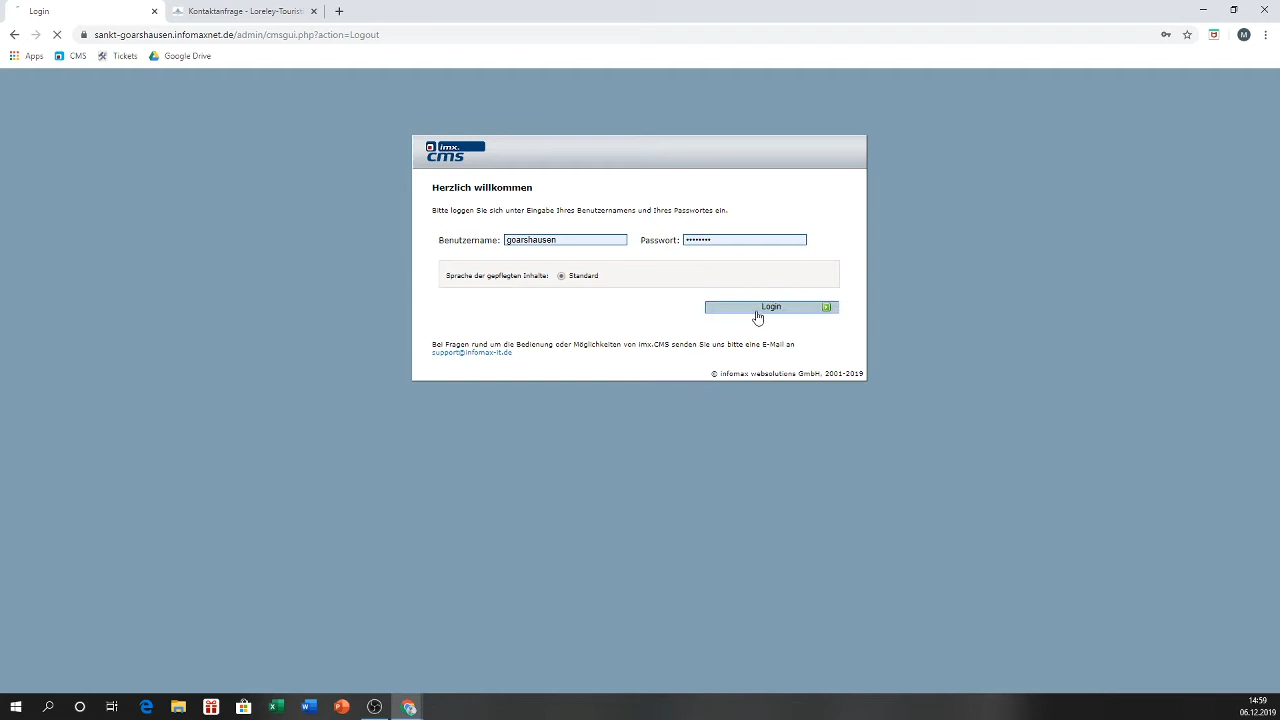 Login
Kontaktanfrage - Loreley-Tourist
sankt-goarshausen.infomaxnet.de/admin/cmsgui.php?action=Logout
M
Apps CMS Tickets Google Drive
imx.
cms
Herzlich willkommen
Bitte loggen Sie sich unter Eingabe Ihres Benutzernamens und Ihres Passwortes ein.
Benutzername: goarshausen Passwort: ••••••••
Sprache der gepflegten Inhalte: Standard
Login
Bei Fragen rund um die Bedienung oder Möglichkeiten von imx.CMS senden Sie uns bitte eine E-Mail an
support@infomax-it.de
© infomax websolutions GmbH, 2001-2019
14:59
06.12.2019